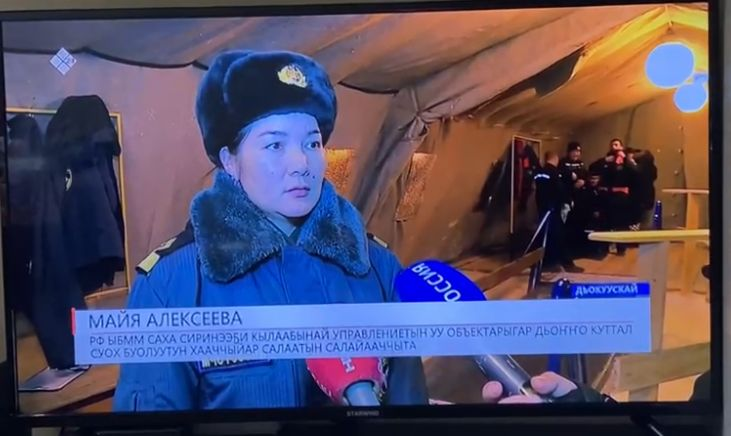 РОССИЯ
ДЬОКУУСКАЙ
МАЙЯ АЛЕКСЕЕВА
РФ ЫБММ САХА СИРИНЭЭҔИ КЫЛААБЫНАЙ УПРАВЛЕНИЕТЫН УУ ОБЪЕКТАРЫГАР ДЬОҤҤО КУТТАЛ
СУОХ БУОЛУУТУН ХААЧЧЫЙАР САЛААТЫН САЛАЙААЧЧЫТА
STARWIND